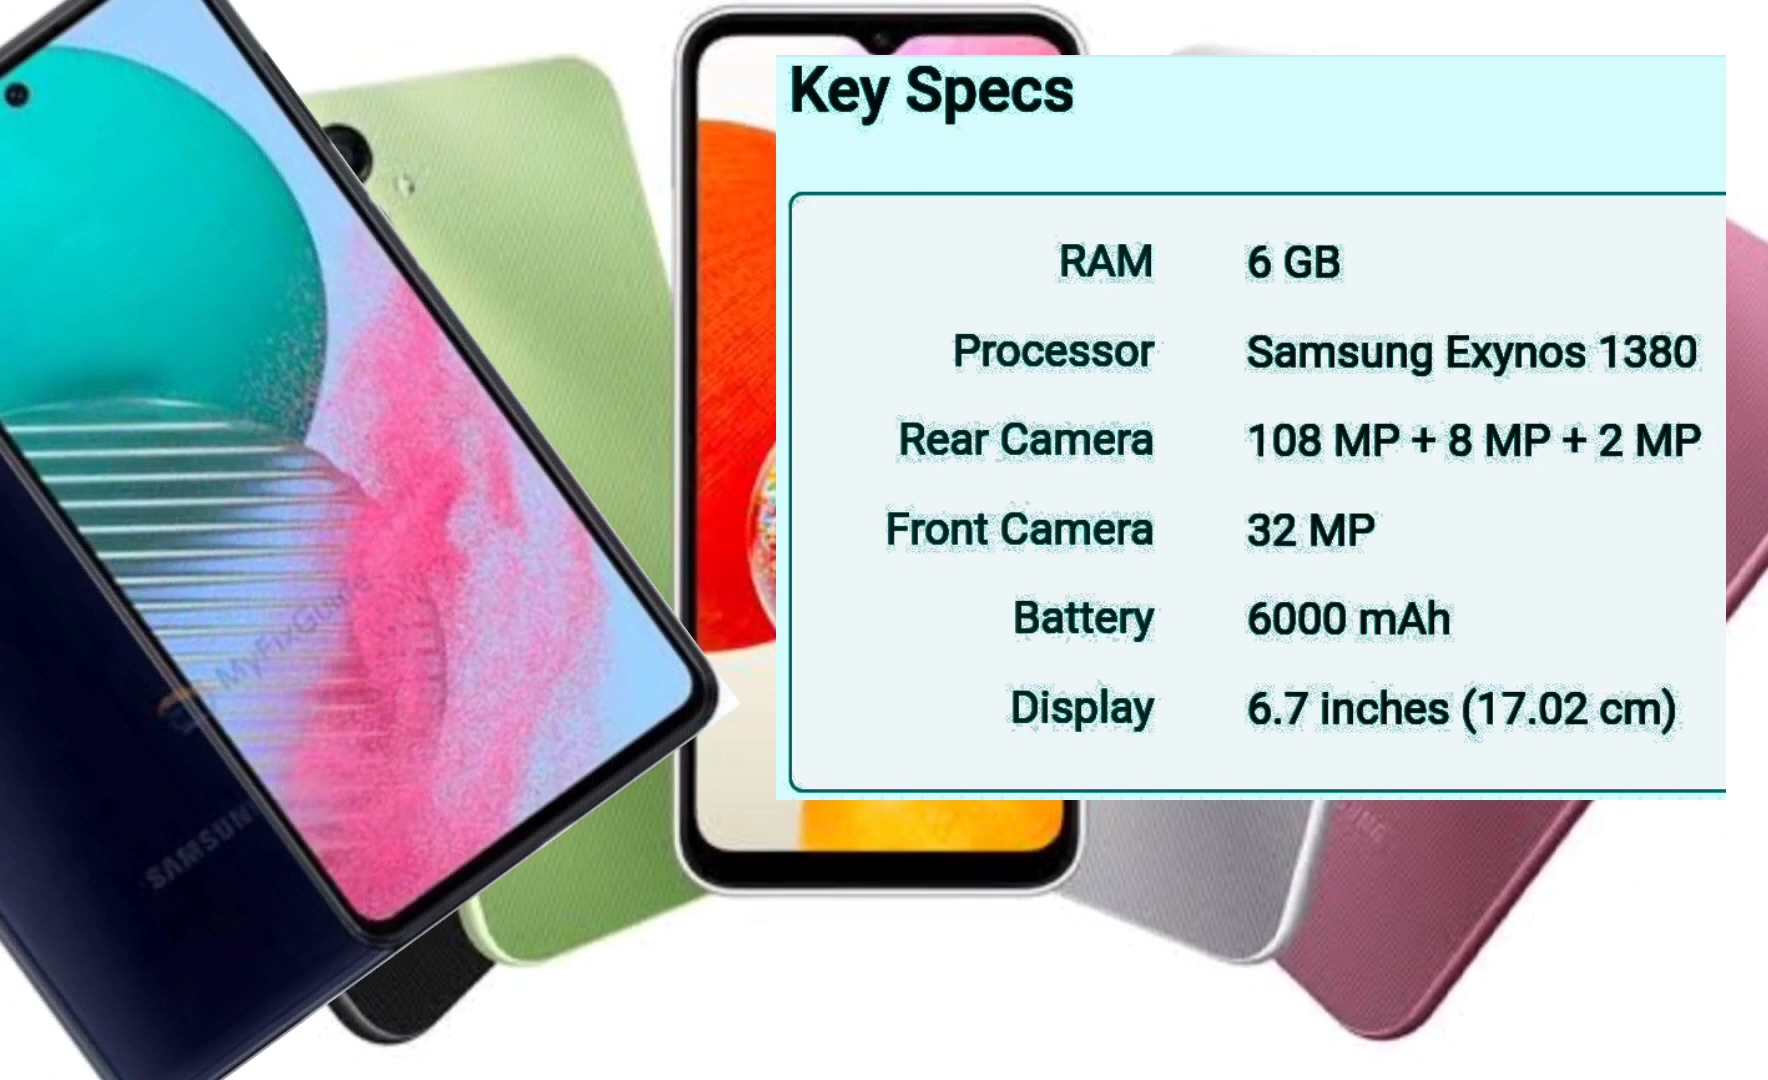 Key Specs
RAM 6 GB
Processor Samsung Exynos 1380
Rear Camera 108 MP + 8 MP + 2 MP
Front Camera 32 MP
Battery 6000 mAh
Display 6.7 inches (17.02 cm)
MyFixGuide
SAMSUNG